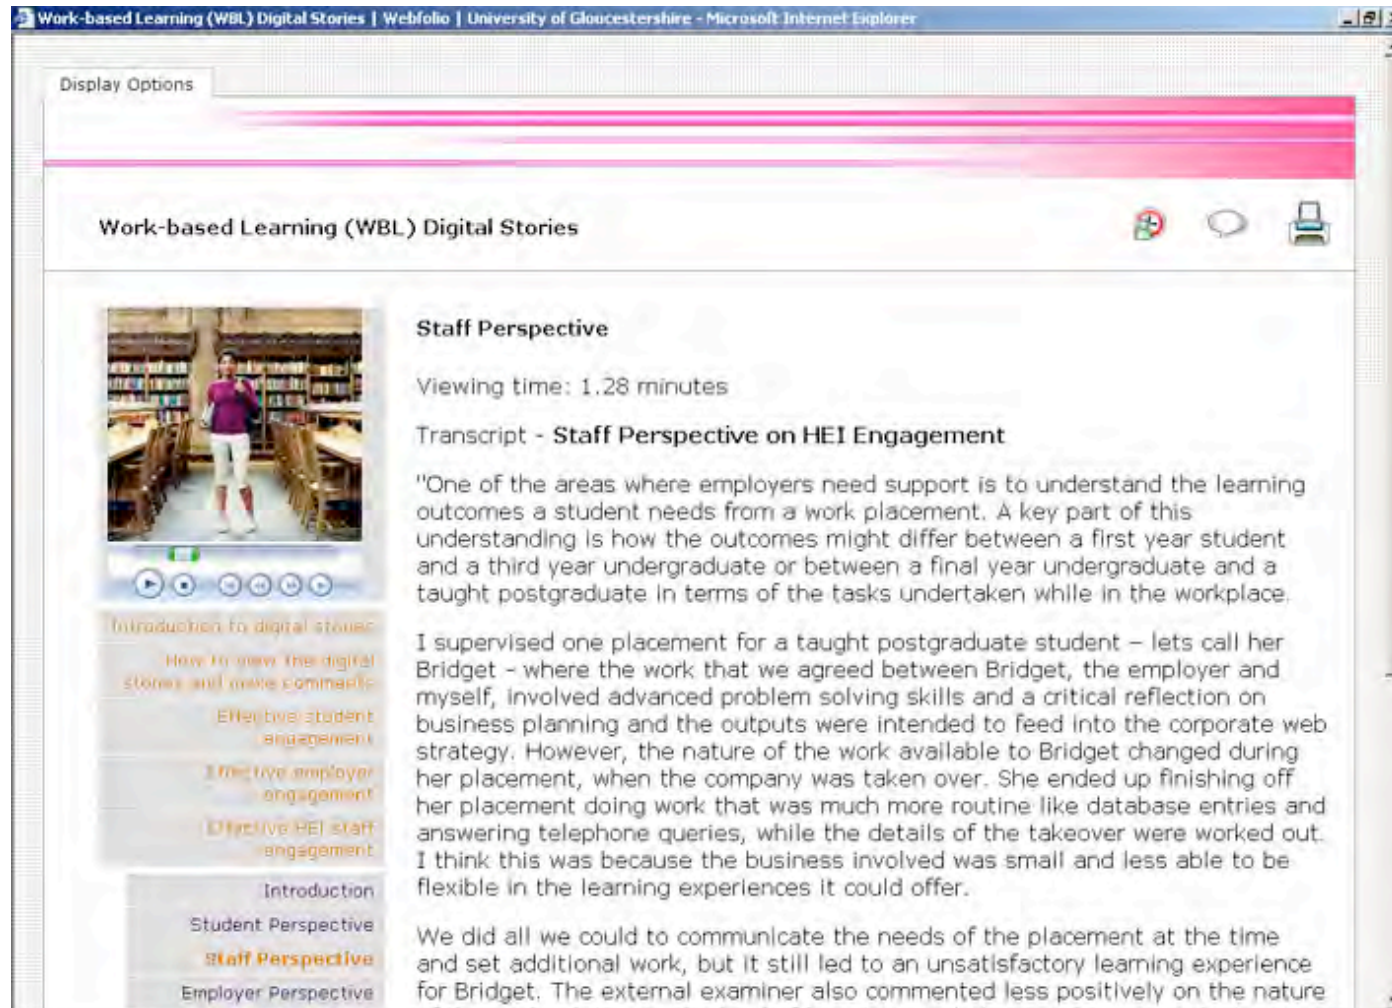 Work-based Learning (WBL) Digital Stories | Webfolio | University of Gloucestershire - Microsoft Internet Explorer
Display Options
Work-based Learning (WBL) Digital Stories
Introduction to digital stories
How to view the digital
stories and make comments
Effective student
engagement
Effective employer
engagement
Effective HEI staff
engagement
Introduction
Student Perspective
Staff Perspective
Employer Perspective
Staff Perspective
Viewing time: 1.28 minutes
Transcript - Staff Perspective on HEI Engagement
"One of the areas where employers need support is to understand the learning
outcomes a student needs from a work placement. A key part of this
understanding is how the outcomes might differ between a first year student
and a third year undergraduate or between a final year undergraduate and a
taught postgraduate in terms of the tasks undertaken while in the workplace.
I supervised one placement for a taught postgraduate student – lets call her
Bridget - where the work that we agreed between Bridget, the employer and
myself, involved advanced problem solving skills and a critical reflection on
business planning and the outputs were intended to feed into the corporate web
strategy. However, the nature of the work available to Bridget changed during
her placement, when the company was taken over. She ended up finishing off
her placement doing work that was much more routine like database entries and
answering telephone queries, while the details of the takeover were worked out.
I think this was because the business involved was small and less able to be
flexible in the learning experiences it could offer.
We did all we could to communicate the needs of the placement at the time
and set additional work, but it still led to an unsatisfactory learning experience
for Bridget. The external examiner also commented less positively on the nature